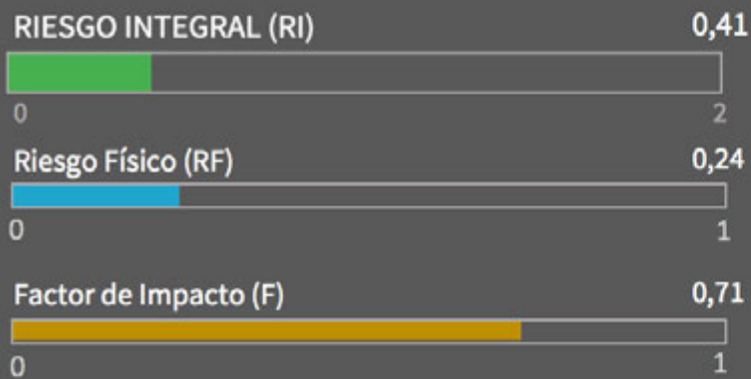 RIESGO INTEGRAL (RI) 0,41
0 2
Riesgo Físico (RF) 0,24
0 1
Factor de Impacto (F) 0,71
0 1